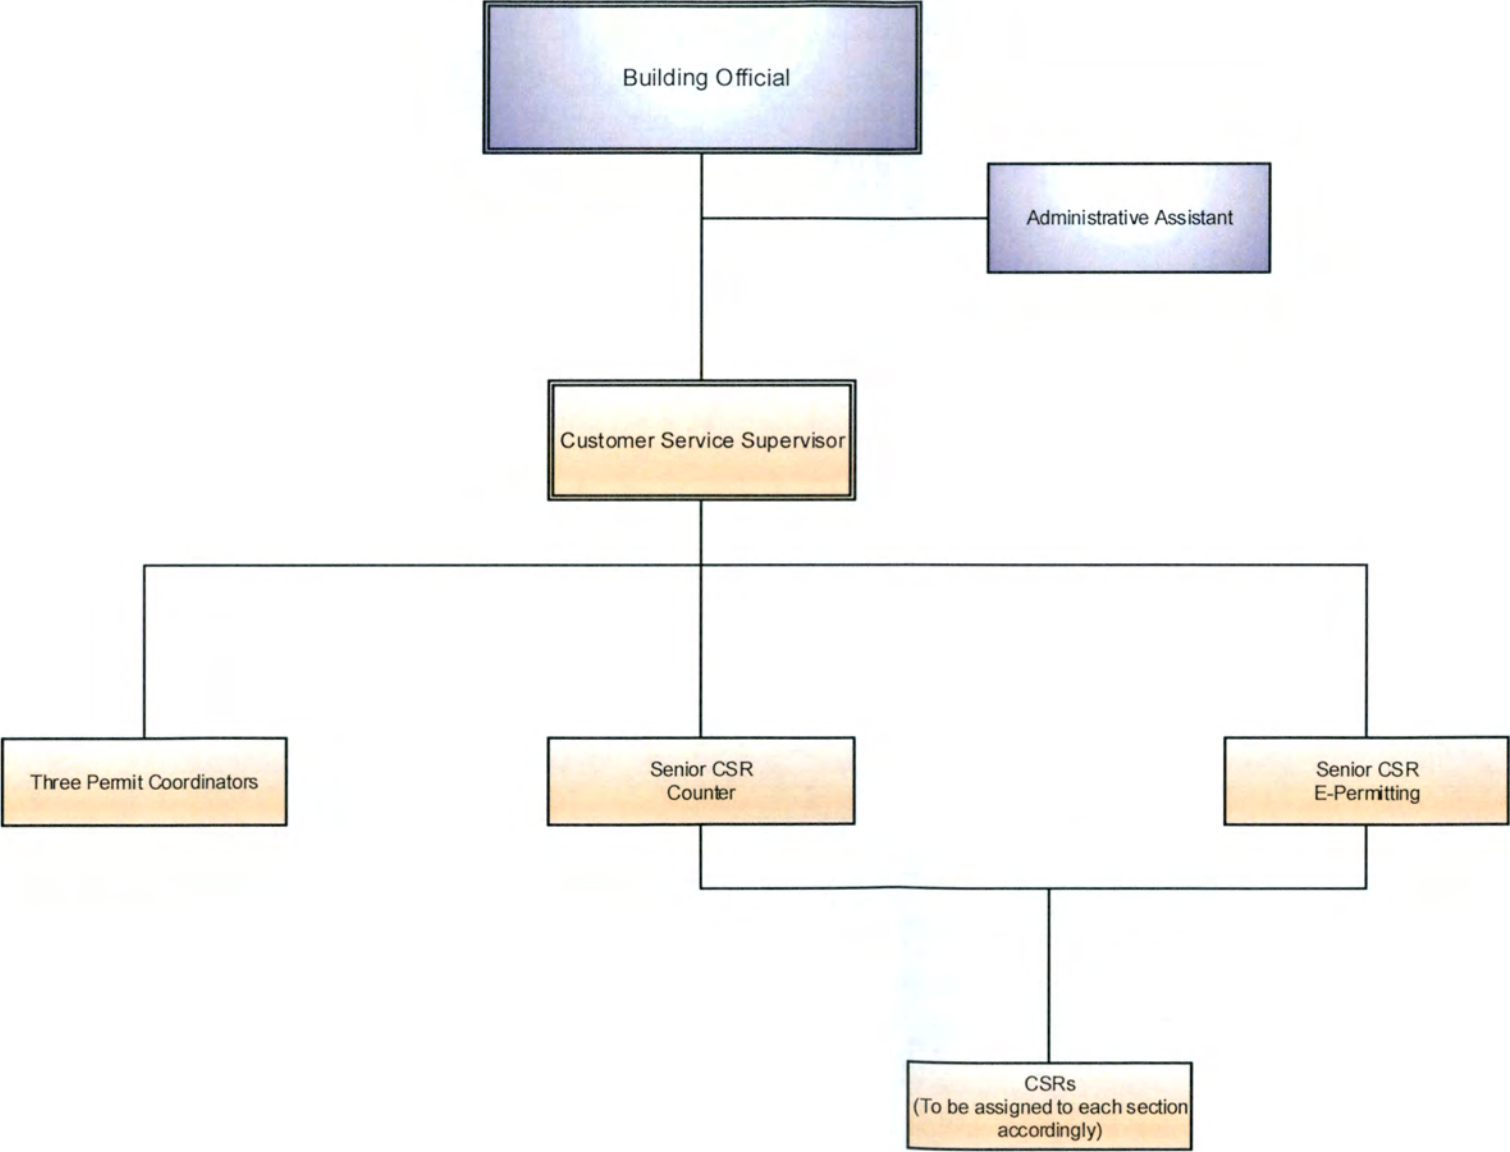 Building Official
Administrative Assistant
Customer Service Supervisor
Three Permit Coordinators
Senior CSR
Counter
Senior CSR
E-Permitting
CSRs
(To be assigned to each section
accordingly)